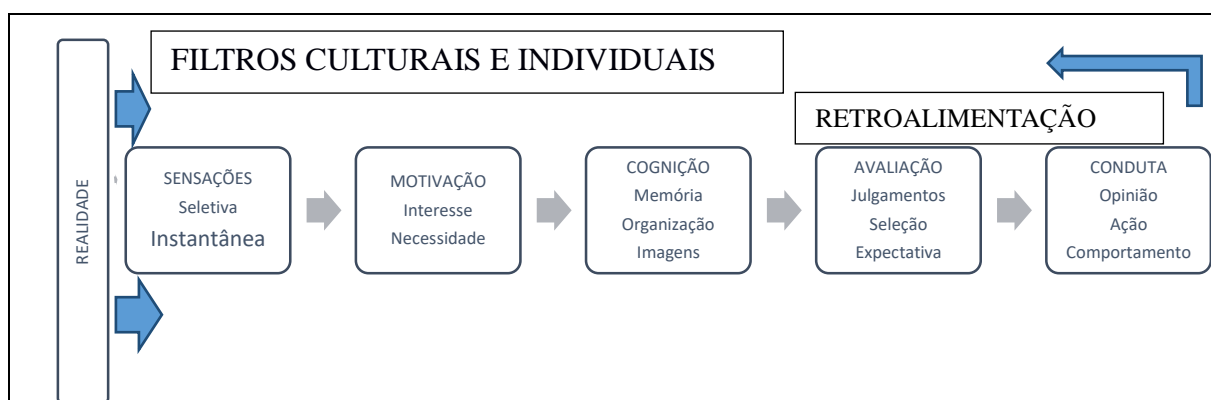 FILTROS CULTURAIS E INDIVIDUAIS
RETROALIMENTAÇÃO
REALIDADE
SENSAÇÕES
Seletiva
Instantânea
MOTIVAÇÃO
Interesse
Necessidade
COGNIÇÃO
Memória
Organização
Imagens
AVALIAÇÃO
Julgamentos
Seleção
Expectativa
CONDUTA
Opinião
Ação
Comportamento